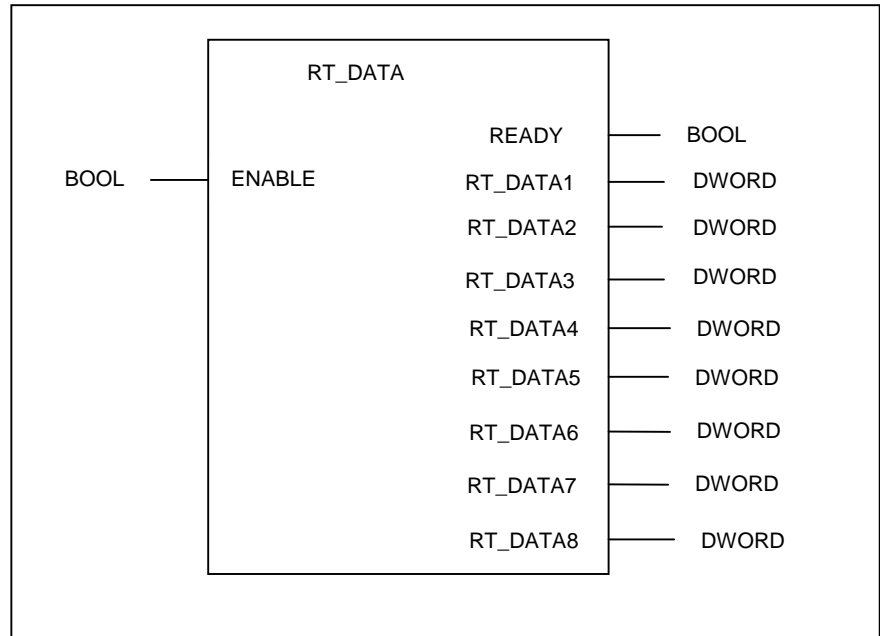 RT_DATA
READY BOOL
BOOL ENABLE RT_DATA1 DWORD
RT_DATA2 DWORD
RT_DATA3 DWORD
RT_DATA4 DWORD
RT_DATA5 DWORD
RT_DATA6 DWORD
RT_DATA7 DWORD
RT_DATA8 DWORD